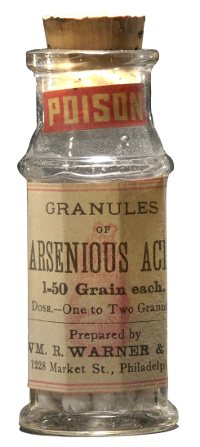 POISON
GRANULES
OF
ARSENIOUS ACI
1-50 Grain each.
DOSE.—One to Two Granu
Prepared by
WM. R. WARNER &
1228 Market St., Philadelp